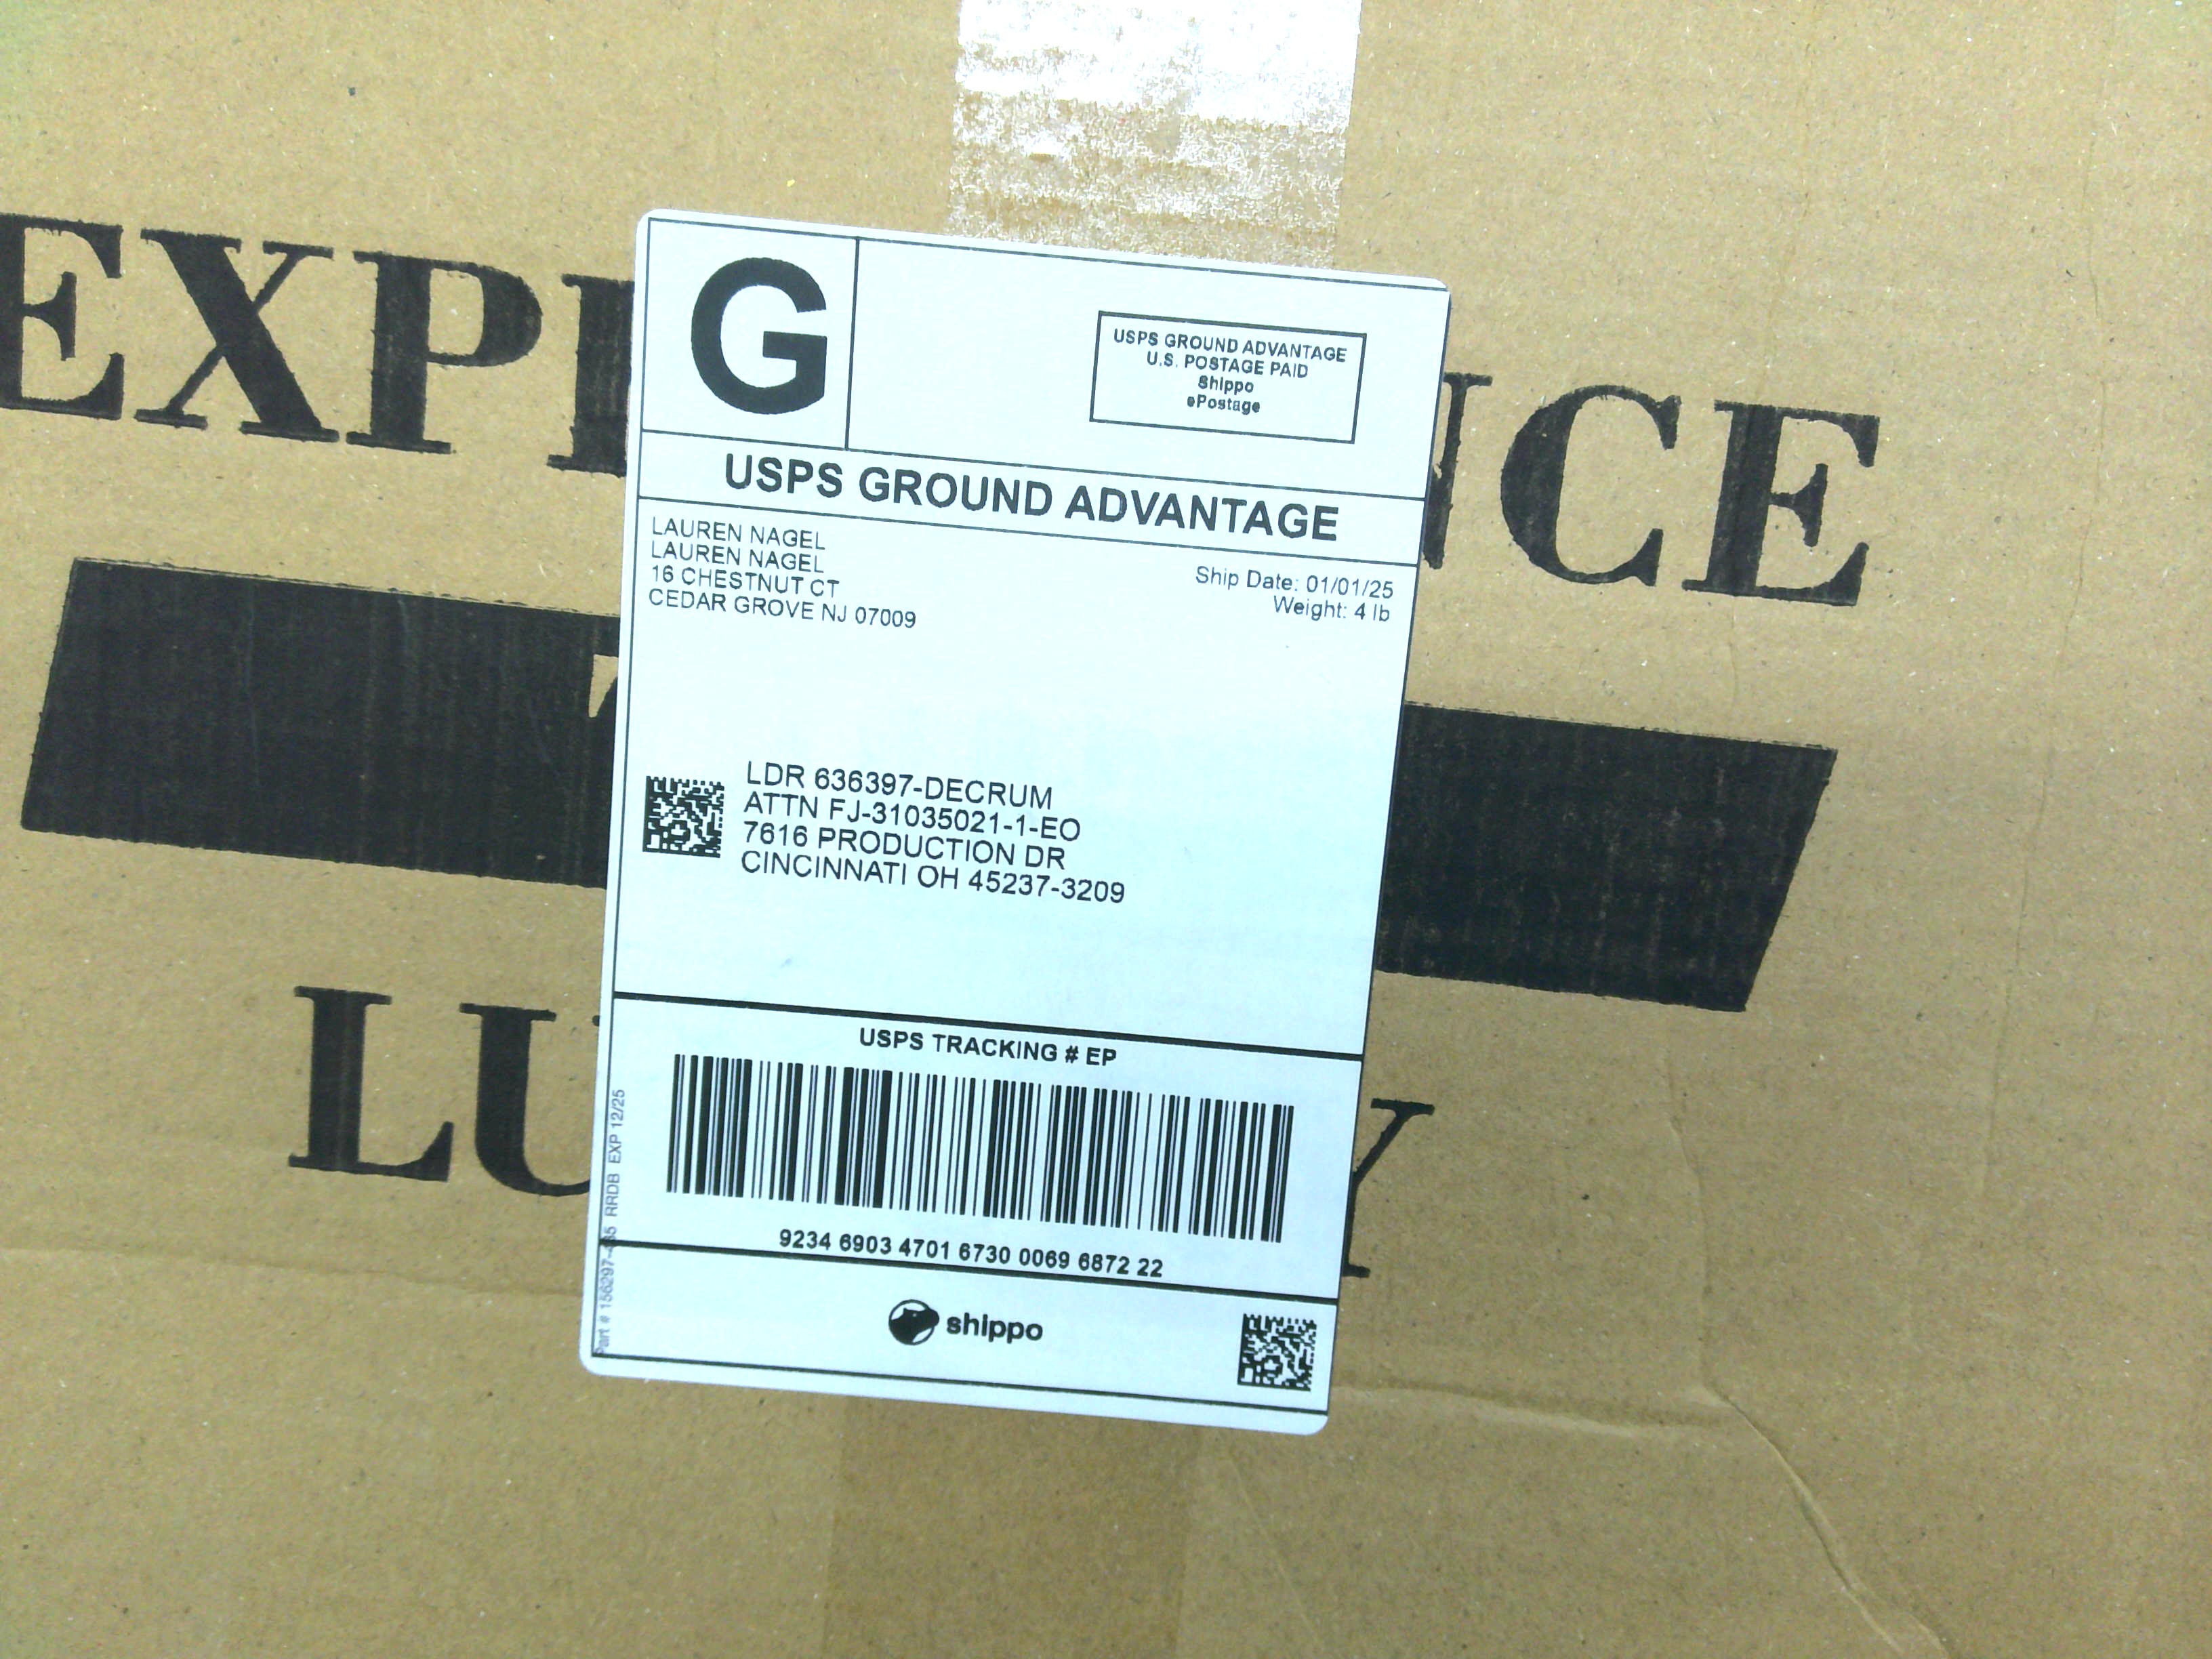 EXPE
NCE
LU
Y
G
USPS GROUND ADVANTAGE
U.S. POSTAGE PAID
Shippo
ePostage
USPS GROUND ADVANTAGE
LAUREN NAGEL
LAUREN NAGEL
16 CHESTNUT CT
CEDAR GROVE NJ 07009
Ship Date: 01/01/25
Weight: 4 lb
LDR 636397-DECRUM
ATTN FJ-31035021-1-EO
7616 PRODUCTION DR
CINCINNATI OH 45237-3209
USPS TRACKING # EP
9234 6903 4701 6730 0069 6872 22
shippo
RRDB EXP 12/25